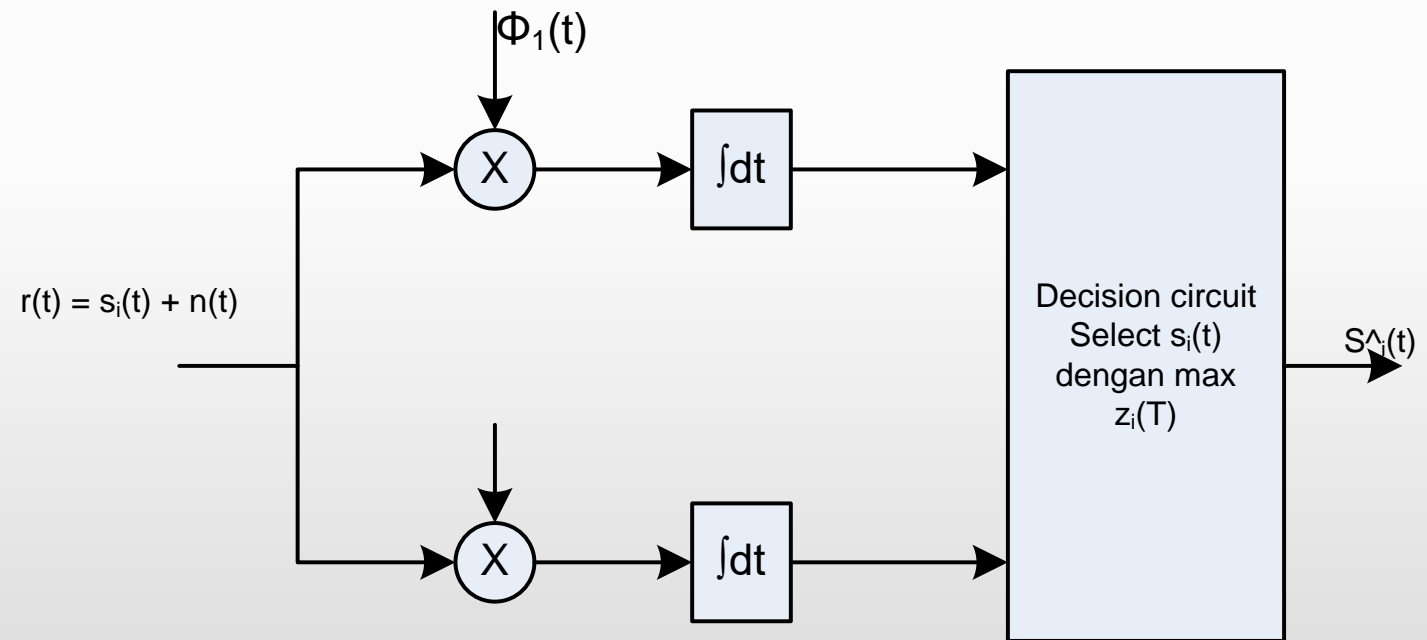 Φ₁(t)
X
∫dt
r(t) = sᵢ(t) + n(t)
Decision circuit
Select sᵢ(t)
dengan max
zᵢ(T)
S^ᵢ(t)
X
∫dt